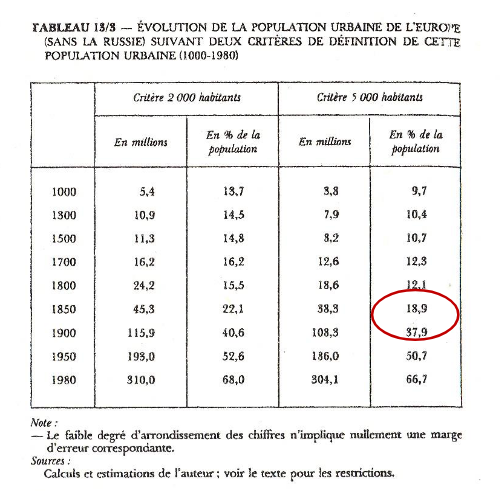 TABLEAU 13/3 — ÉVOLUTION DE LA POPULATION URBAINE DE L'EUROPE
(SANS LA RUSSIE) SUIVANT DEUX CRITÈRES DE DÉFINITION DE CETTE
POPULATION URBAINE (1000-1980)
Critère 2 000 habitants Critère 5 000 habitants
En millions En % de la population En millions En % de la population
1000 5,4 13,7 3,8 9,7
1300 10,9 14,5 7,9 10,4
1500 11,3 14,8 8,2 10,7
1700 16,2 16,2 12,6 12,3
1800 24,2 15,5 18,6 12,1
1850 45,3 22,1 38,3 18,9
1900 115,9 40,6 108,3 37,9
1950 193,0 52,6 186,0 50,7
1980 310,0 68,0 304,1 66,7
Note :
— Le faible degré d'arrondissement des chiffres n'implique nullement une marge
d'erreur correspondante.
Sources :
Calculs et estimations de l'auteur ; voir le texte pour les restrictions.